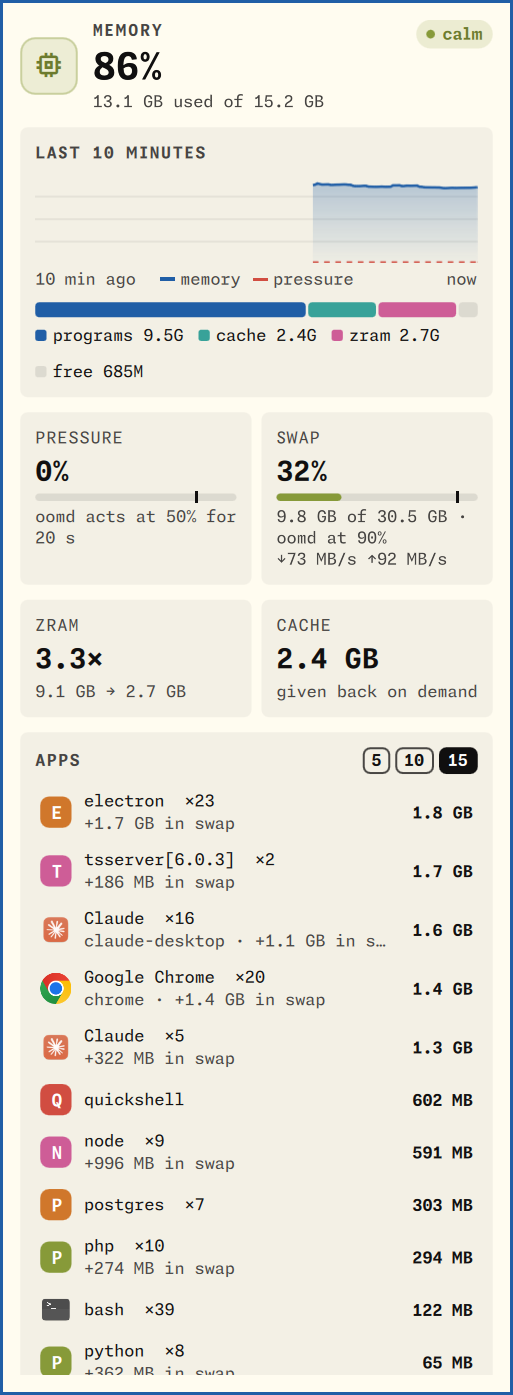 MEMORY
86%
13.1 GB used of 15.2 GB
calm
LAST 10 MINUTES
10 min ago memory pressure now
programs 9.5G cache 2.4G zram 2.7G
free 685M
PRESSURE
0%
oomd acts at 50% for
20 s
SWAP
32%
9.8 GB of 30.5 GB ·
oomd at 90%
↓73 MB/s ↑92 MB/s
ZRAM
3.3×
9.1 GB → 2.7 GB
CACHE
2.4 GB
given back on demand
APPS 5 10 15
E electron ×23 1.8 GB
+1.7 GB in swap
T tsserver[6.0.3] ×2 1.7 GB
+186 MB in swap
Claude ×16 1.6 GB
claude-desktop · +1.1 GB in s…
Google Chrome ×20 1.4 GB
chrome · +1.4 GB in swap
Claude ×5 1.3 GB
+322 MB in swap
Q quickshell 602 MB
N node ×9 591 MB
+996 MB in swap
P postgres ×7 303 MB
P php ×10 294 MB
+274 MB in swap
>_ bash ×39 122 MB
P python ×8 65 MB
+362 MB in swap